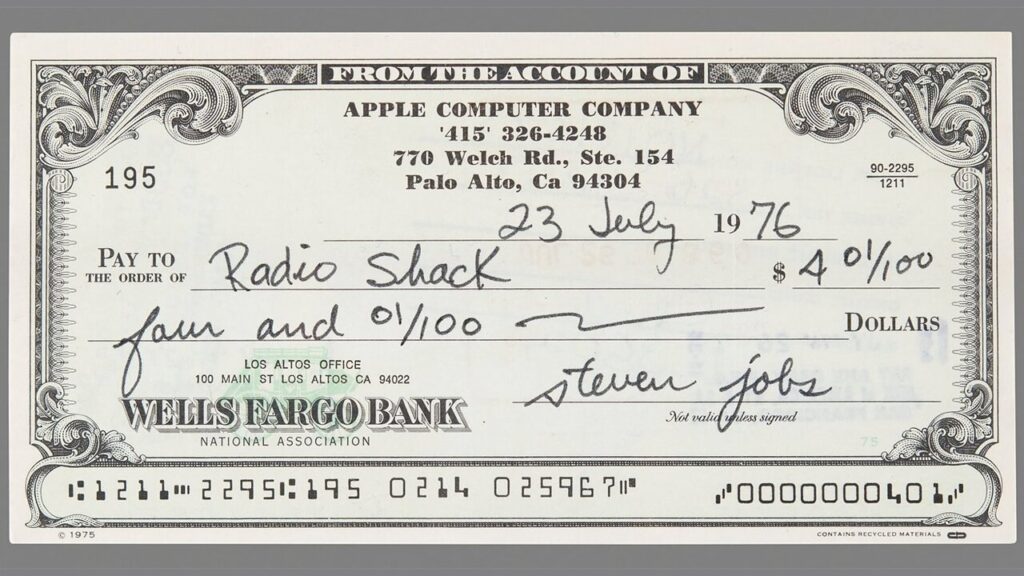 FROM THE ACCOUNT OF
APPLE COMPUTER COMPANY
'415' 326-4248
770 Welch Rd., Ste. 154
Palo Alto, Ca 94304
195
90-2295
1211
23 July 1976
PAY TO
THE ORDER OF Radio Shack $ 4 01/100
four and 01/100 DOLLARS
LOS ALTOS OFFICE
100 MAIN ST LOS ALTOS CA 94022
WELLS FARGO BANK
NATIONAL ASSOCIATION
steven jobs
Not valid unless signed
75
⑆1211⑉2295⑆195 0214 025967⑈ ⑇0000000401⑇
© 1975
CONTAINS RECYCLED MATERIALS